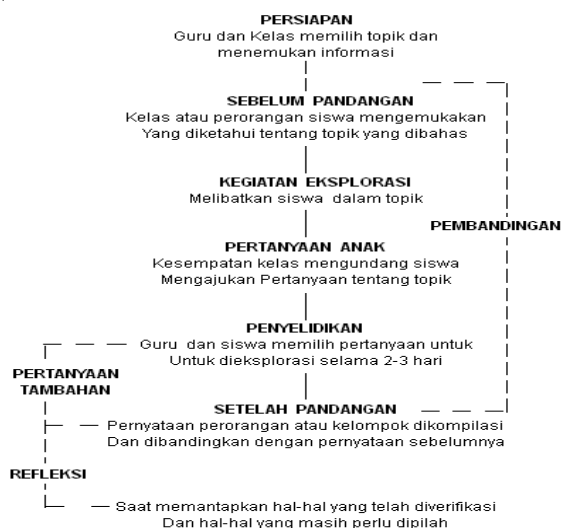 PERSIAPAN
Guru dan Kelas memilih topik dan
menemukan informasi
SEBELUM PANDANGAN
Kelas atau perorangan siswa mengemukakan
Yang diketahui tentang topik yang dibahas
KEGIATAN EKSPLORASI
Melibatkan siswa dalam topik
PEMBANDINGAN
PERTANYAAN ANAK
Kesempatan kelas mengundang siswa
Mengajukan Pertanyaan tentang topik
PENYELIDIKAN
Guru dan siswa memilih pertanyaan untuk
Untuk dieksplorasi selama 2-3 hari
PERTANYAAN
TAMBAHAN
SETELAH PANDANGAN
Pernyataan perorangan atau kelompok dikompilasi
Dan dibandingkan dengan pernyataan sebelumnya
REFLEKSI
Saat memantapkan hal-hal yang telah diverifikasi
Dan hal-hal yang masih perlu dipilah